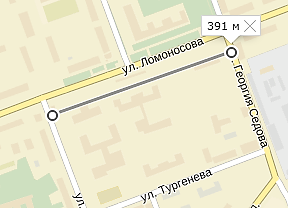 391 м
ул. Ломоносова
Георгия Седова
ул. Тургенева
ул.